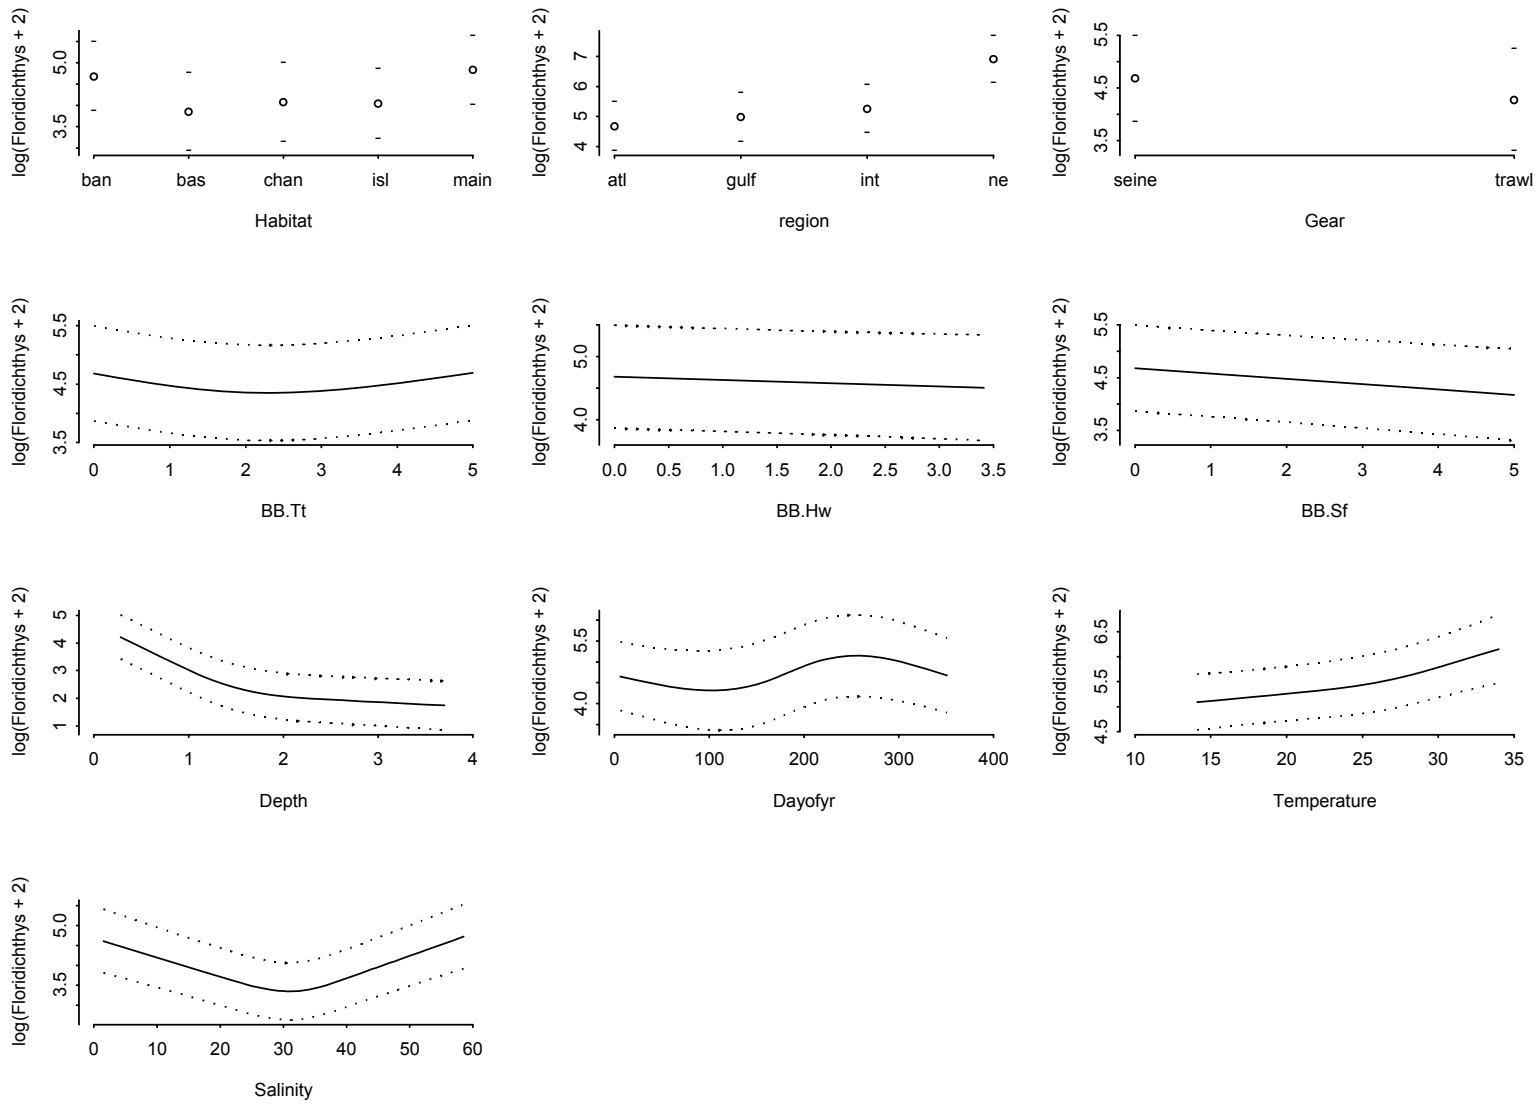 log(Floridichthys + 2)
5.0
3.5
ban bas chan isl main
Habitat
log(Floridichthys + 2)
7
6
5
4
atl gulf int ne
region
log(Floridichthys + 2)
5.5
4.5
3.5
seine trawl
Gear
log(Floridichthys + 2)
5.5
4.5
3.5
0 1 2 3 4 5
BB.Tt
log(Floridichthys + 2)
5.0
4.0
0.0 0.5 1.0 1.5 2.0 2.5 3.0 3.5
BB.Hw
log(Floridichthys + 2)
5.5
4.5
3.5
0 1 2 3 4 5
BB.Sf
log(Floridichthys + 2)
5
4
3
2
1
0 1 2 3 4
Depth
log(Floridichthys + 2)
5.5
4.0
0 100 200 300 400
Dayofyr
log(Floridichthys + 2)
6.5
5.5
4.5
10 15 20 25 30 35
Temperature
log(Floridichthys + 2)
5.0
3.5
0 10 20 30 40 50 60
Salinity